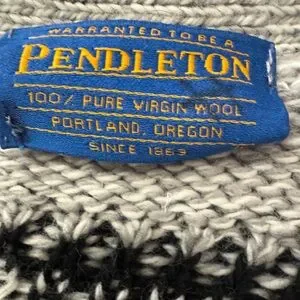 WARRANTED TO BE A
PENDLETON
100% PURE VIRGIN WOOL
PORTLAND, OREGON
SINCE 1863